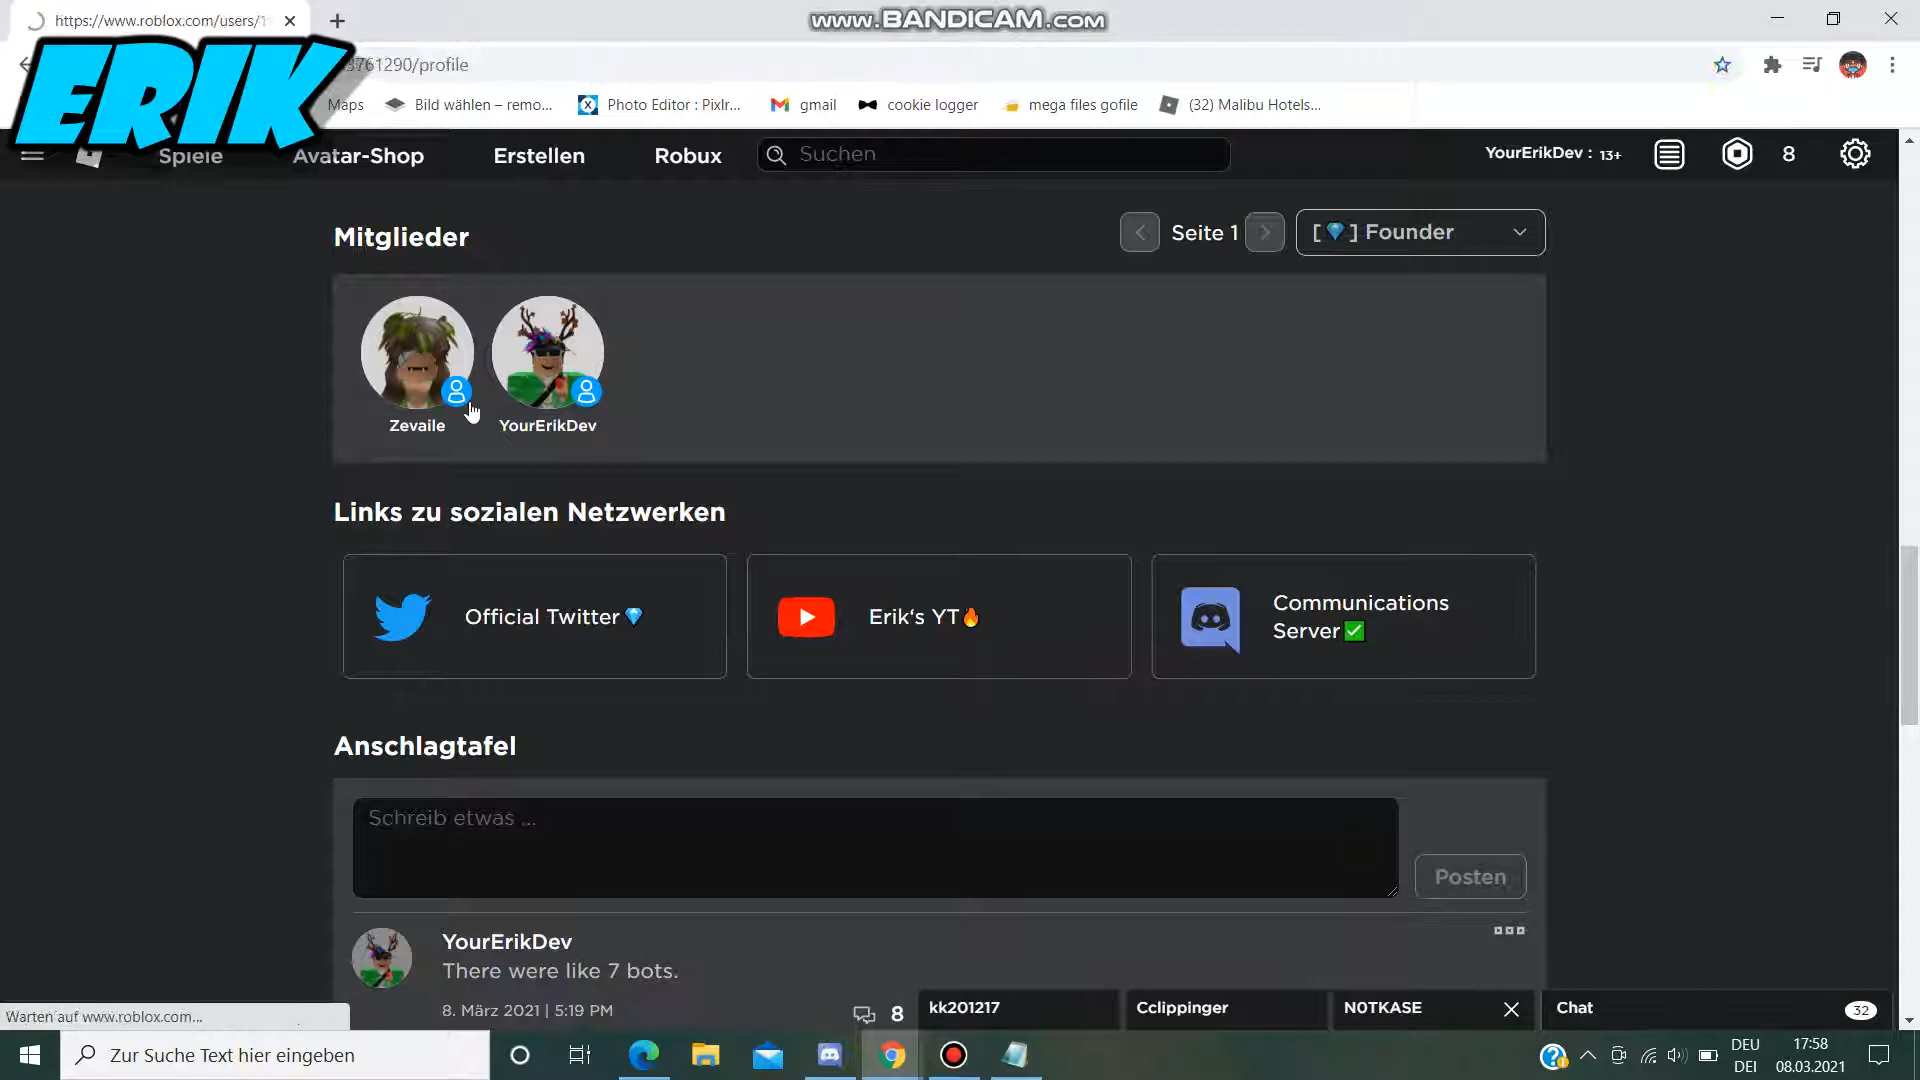 https://www.roblox.com/users/1
www.BANDICAM.com
ERIK
3761290/profile
Maps
Bild wählen – remo...
Photo Editor : Pixlr...
gmail
cookie logger
mega files gofile
(32) Malibu Hotels...
Spiele
Avatar-Shop
Erstellen
Robux
Suchen
YourErikDev : 13+
8
Mitglieder
Seite 1
[💎] Founder
Zevaile
YourErikDev
Links zu sozialen Netzwerken
Official Twitter💎
Erik's YT🔥
Communications
Server✅
Anschlagtafel
Schreib etwas ...
Posten
YourErikDev
There were like 7 bots.
8. März 2021 | 5:19 PM
8
kk201217
Cclippinger
N0TKASE
Chat
32
Warten auf www.roblox.com...
Zur Suche Text hier eingeben
DEU
DEI
17:58
08.03.2021